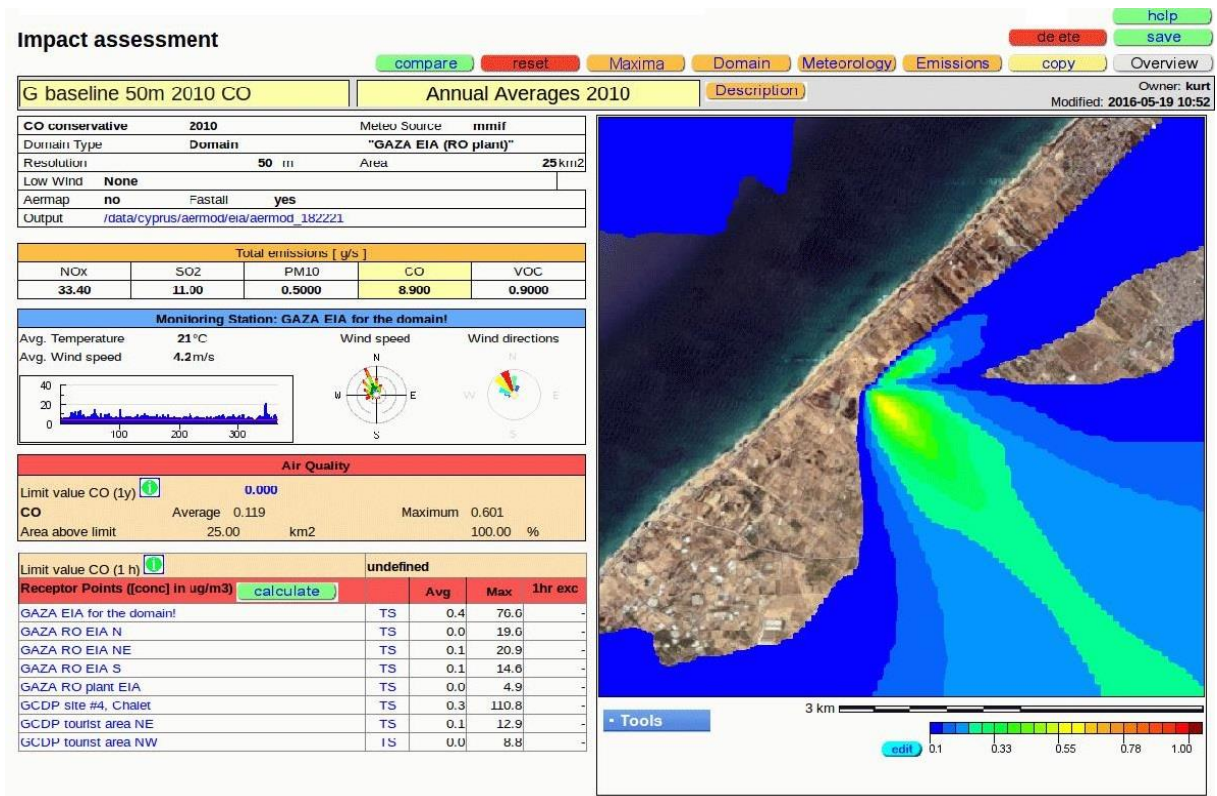 help
Impact assessment
delete save
compare reset Maxima Domain Meteorology Emissions copy Overview
G baseline 50m 2010 CO Annual Averages 2010 Description Owner: kurt
Modified: 2016-05-19 10:52
CO conservative 2010 Meteo Source mmif
Domain Type Domain "GAZA EIA (RO plant)"
Resolution 50 m Area 25 km2
Low Wind None
Aermap no Fastall yes
Output /data/cyprus/aermod/eia/aermod_182221
Total emissions [ g/s ]
NOx SO2 PM10 CO VOC
33.40 11.00 0.5000 8.900 0.9000
Monitoring Station: GAZA EIA for the domain!
Avg. Temperature 21°C Wind speed Wind directions
Avg. Wind speed 4.2m/s
N
W E
S
N
W E
S
40
20
0
100 200 300
Air Quality
Limit value CO (1y) i 0.000
CO Average 0.119 Maximum 0.601
Area above limit 25.00 km2 100.00 %
Limit value CO (1 h) i undefined
Receptor Points ([conc] in ug/m3) calculate Avg Max 1hr exc
GAZA EIA for the domain! TS 0.4 76.6 -
GAZA RO EIA N TS 0.0 19.6 -
GAZA RO EIA NE TS 0.1 20.9 -
GAZA RO EIA S TS 0.1 14.6 -
GAZA RO plant EIA TS 0.0 4.9 -
GCDP site #4, Chalet TS 0.3 110.8 -
GCDP tourist area NE TS 0.1 12.9 -
GCDP tourist area NW TS 0.0 8.8 -
3 km
Tools
edit 0.1 0.33 0.55 0.78 1.00